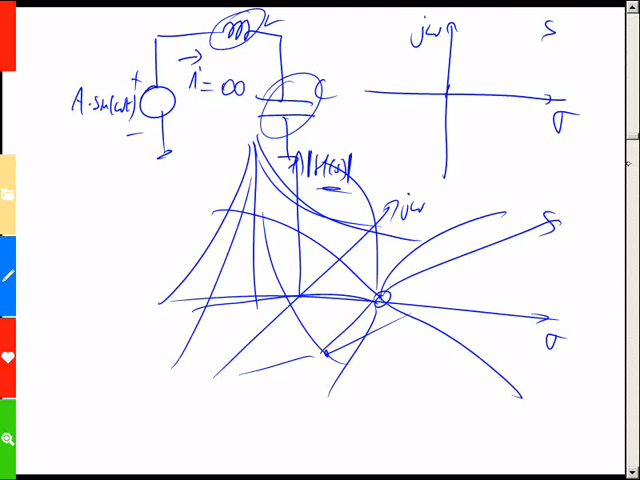 L
jω
S
+
i = ∞
C
A·sin(ωt)
σ
−
|H(s)|
jω
S
σ